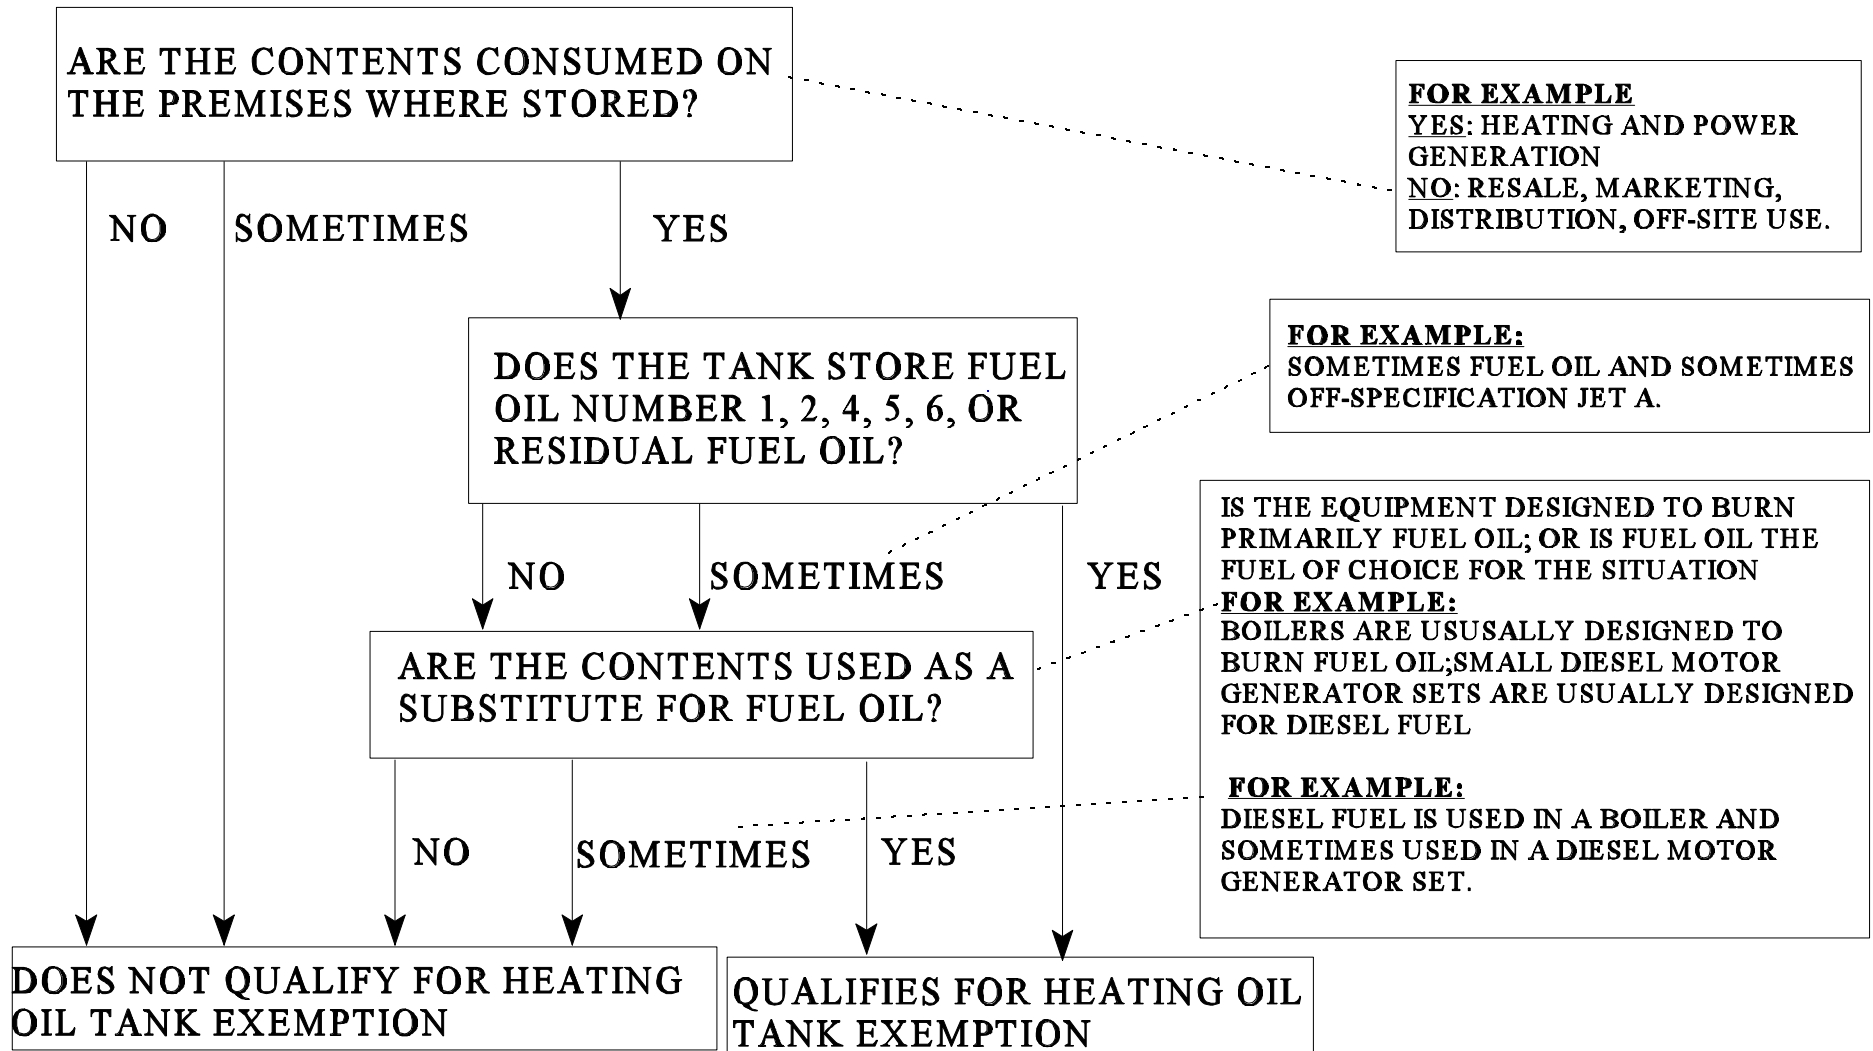 ARE THE CONTENTS CONSUMED ON
THE PREMISES WHERE STORED?
FOR EXAMPLE
YES: HEATING AND POWER
GENERATION
NO: RESALE, MARKETING,
DISTRIBUTION, OFF-SITE USE.
NO
SOMETIMES
YES
DOES THE TANK STORE FUEL
OIL NUMBER 1, 2, 4, 5, 6, OR
RESIDUAL FUEL OIL?
FOR EXAMPLE:
SOMETIMES FUEL OIL AND SOMETIMES
OFF-SPECIFICATION JET A.
NO
SOMETIMES
YES
ARE THE CONTENTS USED AS A
SUBSTITUTE FOR FUEL OIL?
IS THE EQUIPMENT DESIGNED TO BURN
PRIMARILY FUEL OIL; OR IS FUEL OIL THE
FUEL OF CHOICE FOR THE SITUATION
FOR EXAMPLE:
BOILERS ARE USUSALLY DESIGNED TO
BURN FUEL OIL;SMALL DIESEL MOTOR
GENERATOR SETS ARE USUALLY DESIGNED
FOR DIESEL FUEL
FOR EXAMPLE:
DIESEL FUEL IS USED IN A BOILER AND
SOMETIMES USED IN A DIESEL MOTOR
GENERATOR SET.
NO
SOMETIMES
YES
DOES NOT QUALIFY FOR HEATING
OIL TANK EXEMPTION
QUALIFIES FOR HEATING OIL
TANK EXEMPTION